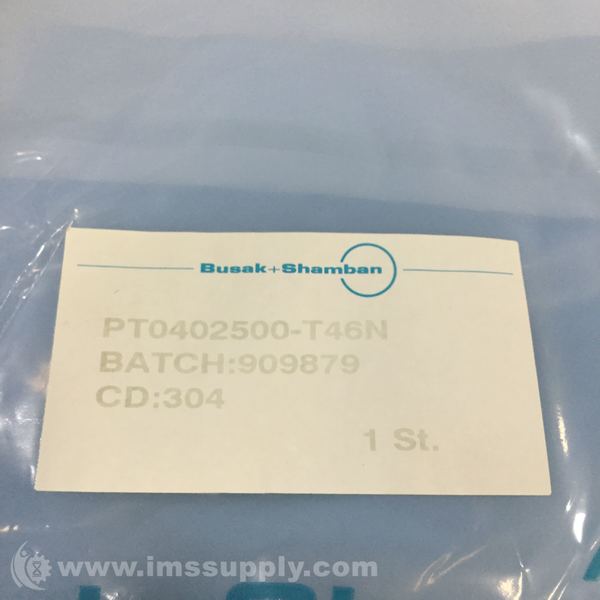 Busak+Shamban
PT0402500-T46N
BATCH:909879
CD:304
1 St.
www.imssupply.com